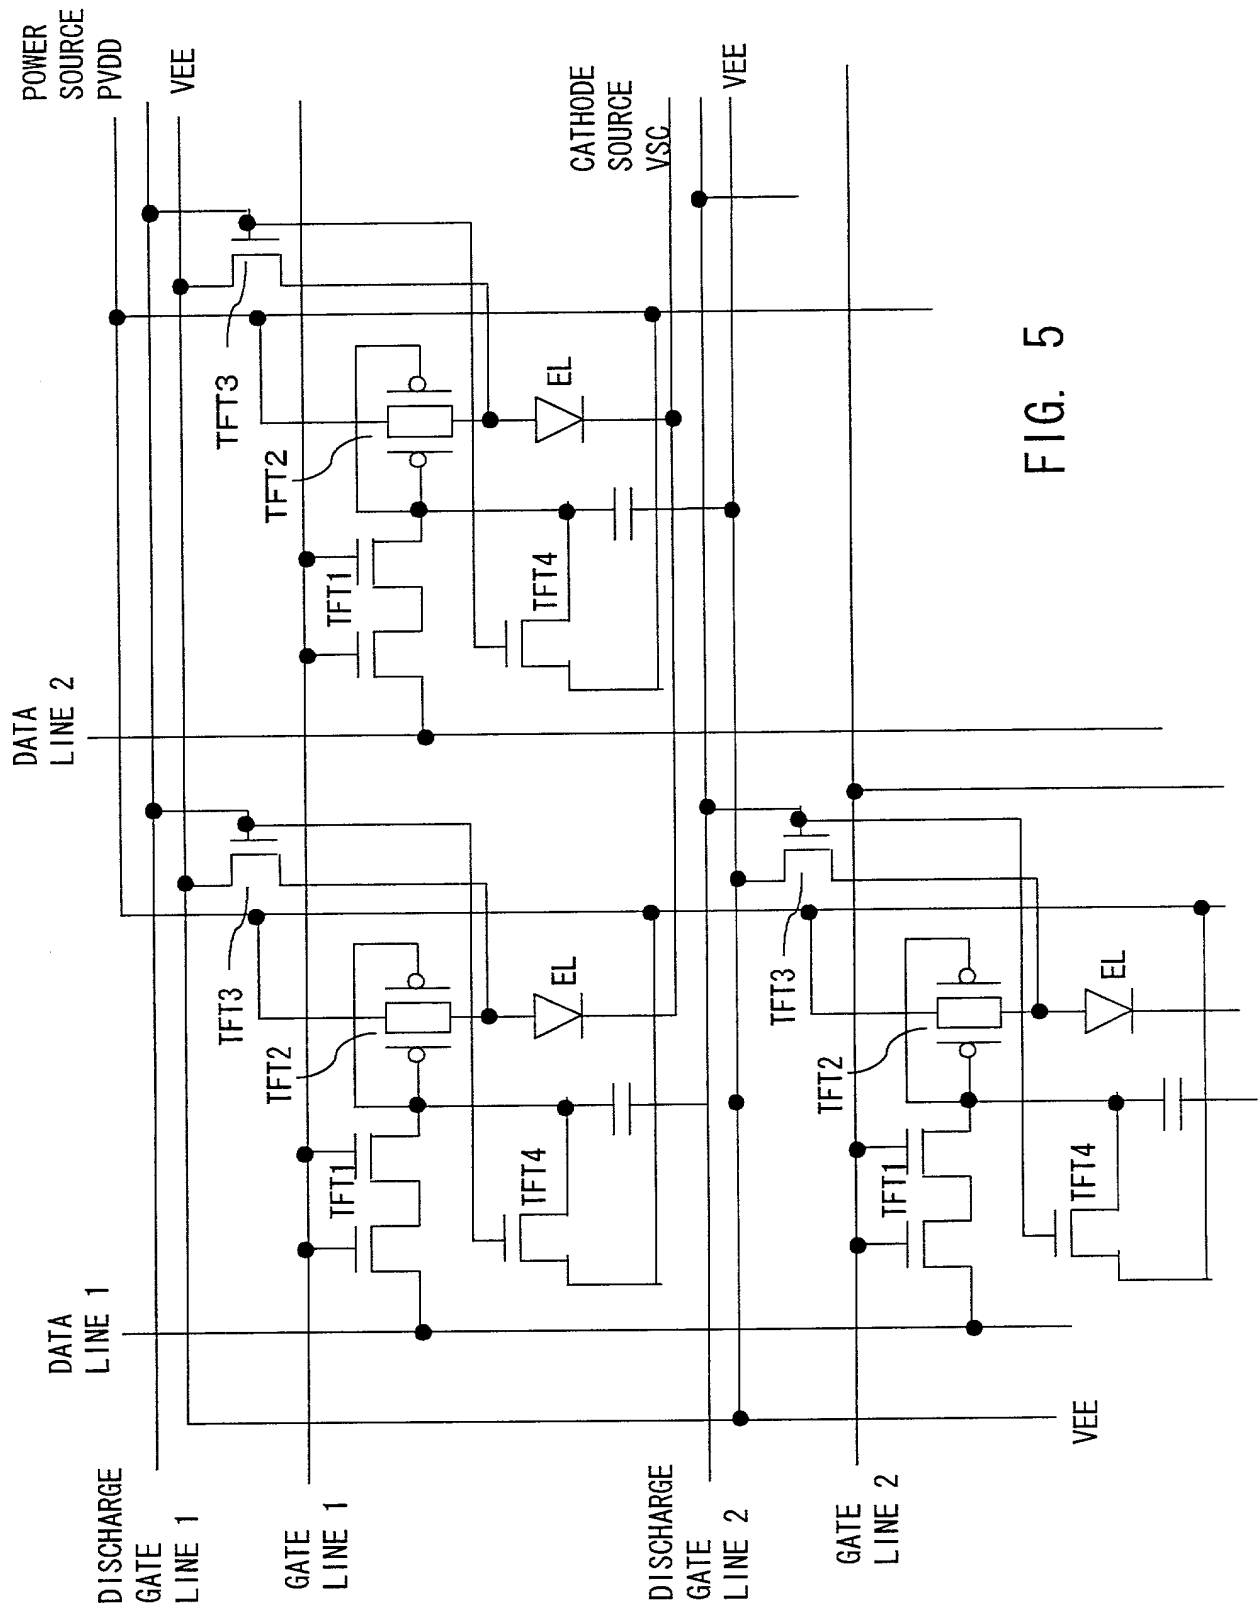 POWER
SOURCE
PVDD
VEE
CATHODE
SOURCE
VSC
VEE
TFT3
TFT2
EL
TFT1
TFT4
DATA
LINE 2
TFT3
TFT2
EL
TFT1
TFT4
TFT3
TFT2
EL
TFT1
TFT4
DATA
LINE 1
VEE
DISCHARGE
GATE
LINE 1
GATE
LINE 1
DISCHARGE
GATE
LINE 2
GATE
LINE 2
FIG. 5